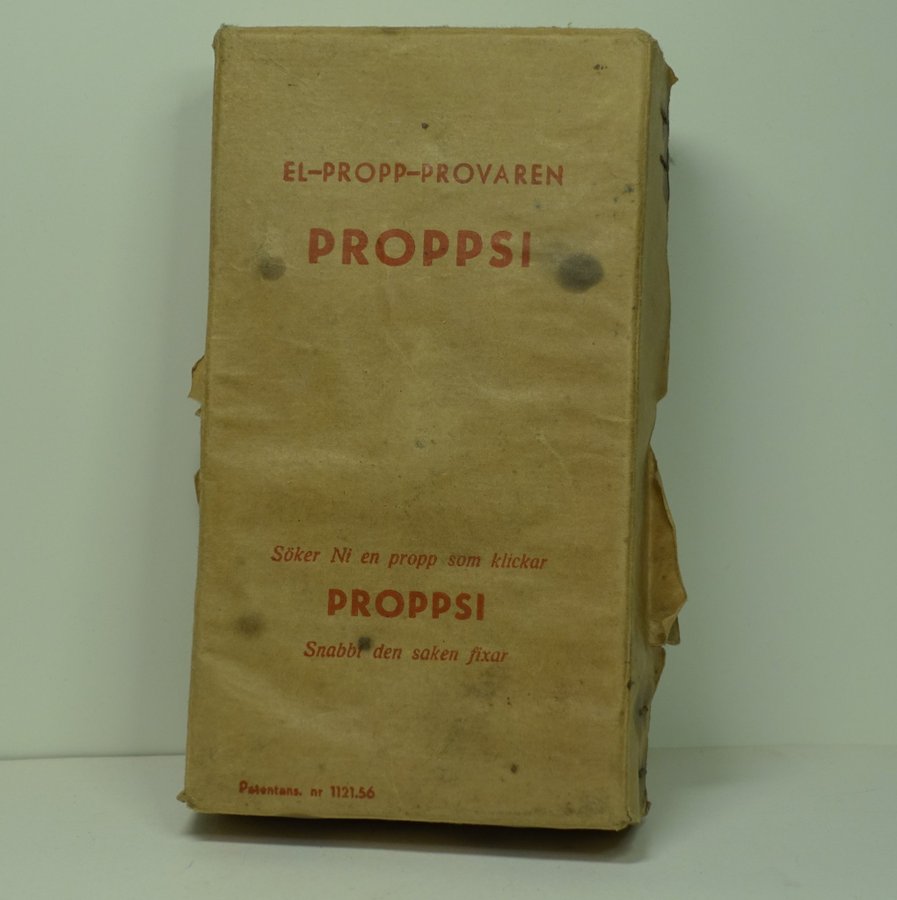 EL-PROPP-PROVAREN
PROPPSI
Söker Ni en propp som klickar
PROPPSI
Snabbt den saken fixar
Patentans. nr 1121.56